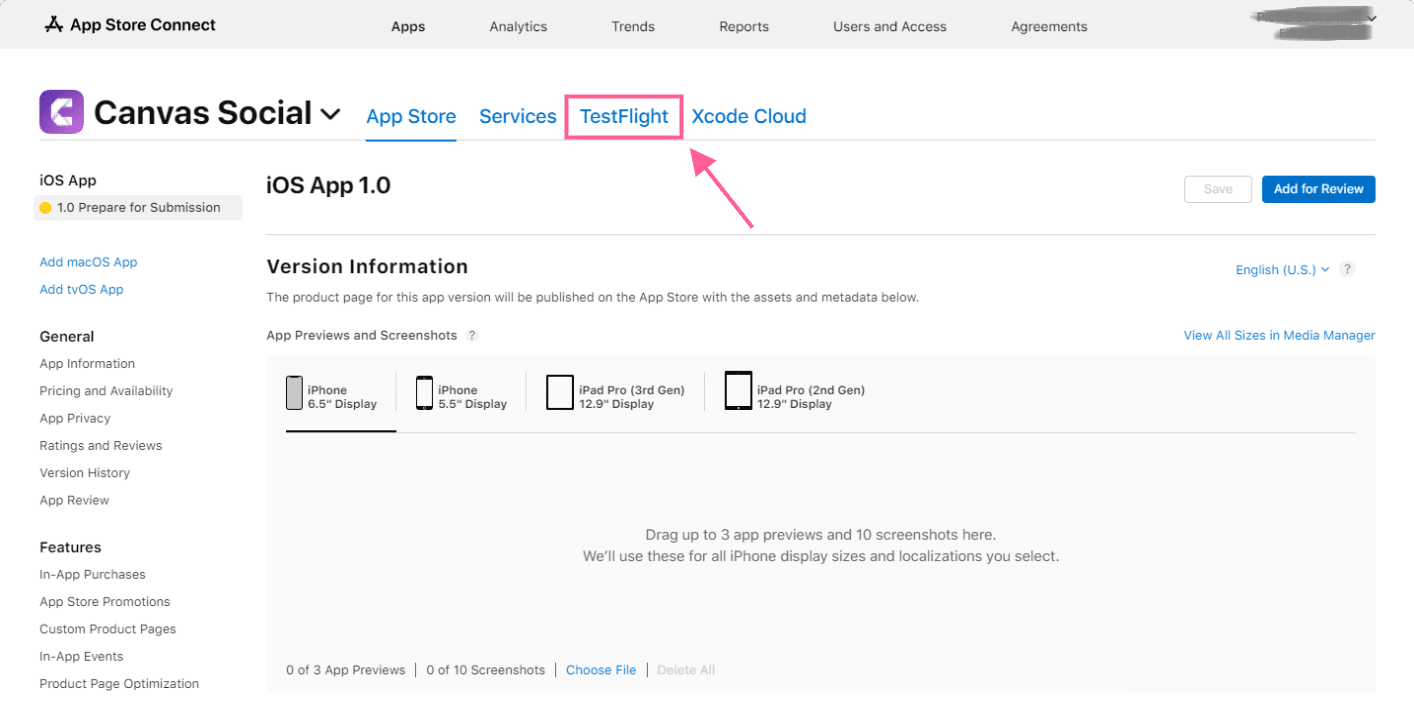 App Store Connect
Apps Analytics Trends Reports Users and Access Agreements
Canvas Social
App Store Services TestFlight Xcode Cloud
iOS App
1.0 Prepare for Submission
Add macOS App
Add tvOS App
General
App Information
Pricing and Availability
App Privacy
Ratings and Reviews
Version History
App Review
Features
In-App Purchases
App Store Promotions
Custom Product Pages
In-App Events
Product Page Optimization
iOS App 1.0
Save Add for Review
Version Information
English (U.S.) ?
The product page for this app version will be published on the App Store with the assets and metadata below.
App Previews and Screenshots ?
View All Sizes in Media Manager
iPhone
6.5" Display
iPhone
5.5" Display
iPad Pro (3rd Gen)
12.9" Display
iPad Pro (2nd Gen)
12.9" Display
Drag up to 3 app previews and 10 screenshots here.
We'll use these for all iPhone display sizes and localizations you select.
0 of 3 App Previews | 0 of 10 Screenshots | Choose File | Delete All